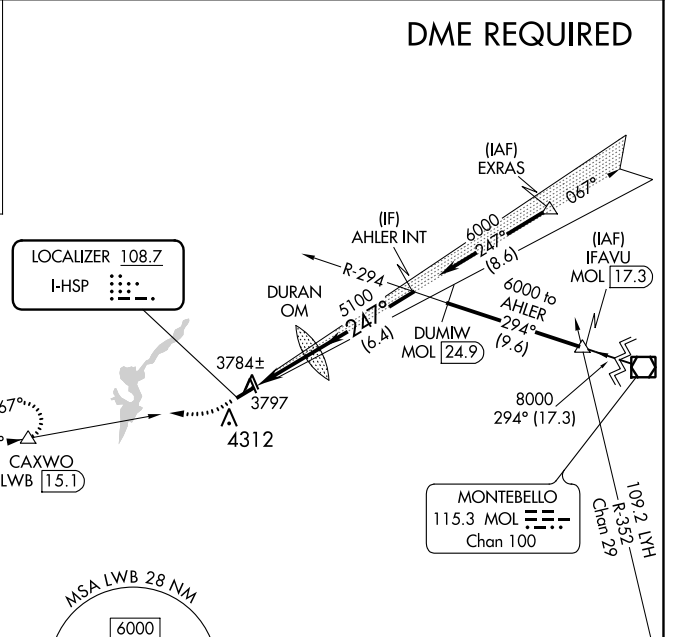 DME REQUIRED
(IAF)
EXRAS
067°
6000
247°
(8.6)
(IF)
AHLER INT
(IAF)
IFAVU
MOL 17.3
LOCALIZER 108.7
I-HSP
R-294
6000 to
AHLER
294°
(9.6)
DURAN
OM
5100
247°
(6.4)
DUMIW
MOL 24.9
3784±
3797
4312
8000
294° (17.3)
67°
CAXWO
LWB 15.1
MONTEBELLO
115.3 MOL
Chan 100
109.2 LYH
R-352
Chan 29
MSA LWB 28 NM
6000